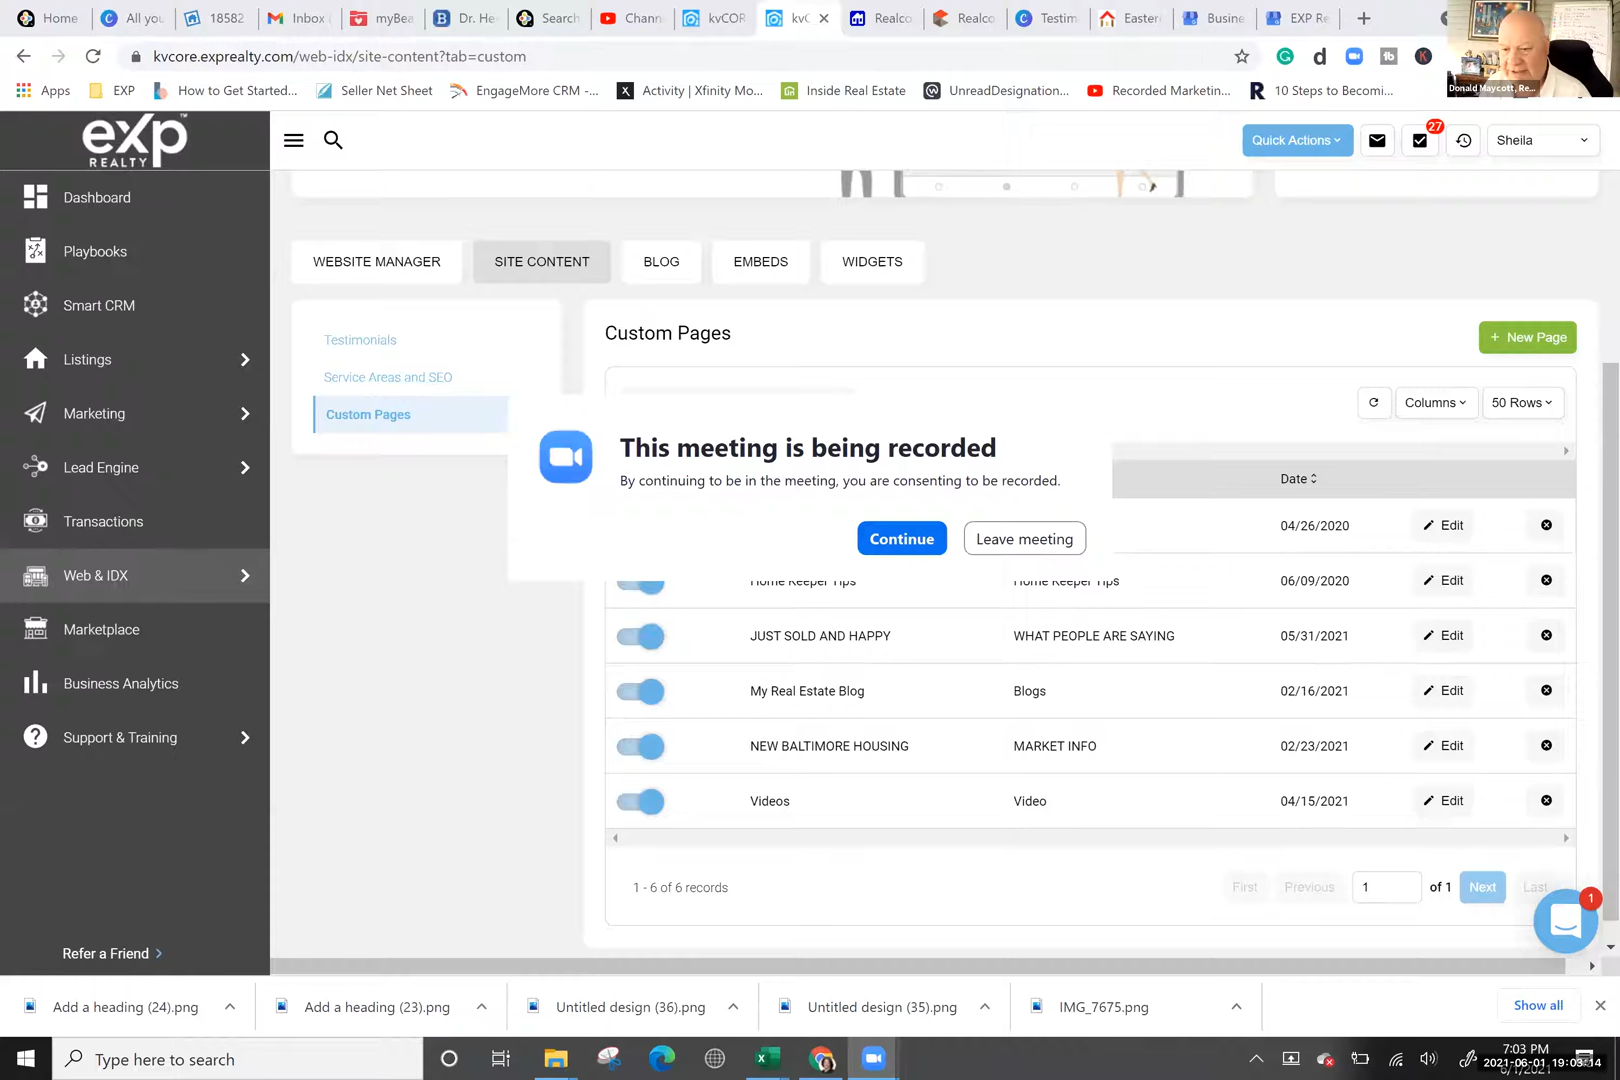 Home
All you
18582
Inbox (
myBea
Dr. He
Search
Chann
kvCOR
kvC
Realco
Realco
Testim
Easter
Busine
EXP Re
kvcore.exprealty.com/web-idx/site-content?tab=custom
Donald Maycott, Re...
Apps
EXP
How to Get Started...
Seller Net Sheet
EngageMore CRM -...
Activity | Xfinity Mo...
Inside Real Estate
UnreadDesignation...
Recorded Marketin...
10 Steps to Becomi...
eXp
REALTY
Quick Actions
27
Sheila
Dashboard
Playbooks
Smart CRM
Listings
Marketing
Lead Engine
Transactions
Web & IDX
Marketplace
Business Analytics
Support & Training
Refer a Friend
WEBSITE MANAGER
SITE CONTENT
BLOG
EMBEDS
WIDGETS
Testimonials
Service Areas and SEO
Custom Pages
Custom Pages
+ New Page
Columns
50 Rows
This meeting is being recorded
By continuing to be in the meeting, you are consenting to be recorded.
Continue
Leave meeting
Date
04/26/2020 Edit
Home Keeper Tips Home Keeper Tips 06/09/2020 Edit
JUST SOLD AND HAPPY WHAT PEOPLE ARE SAYING 05/31/2021 Edit
My Real Estate Blog Blogs 02/16/2021 Edit
NEW BALTIMORE HOUSING MARKET INFO 02/23/2021 Edit
Videos Video 04/15/2021 Edit
1 - 6 of 6 records
First
Previous
1
of 1
Next
Last
1
Add a heading (24).png
Add a heading (23).png
Untitled design (36).png
Untitled design (35).png
IMG_7675.png
Show all
Type here to search
7:03 PM
2021-06-01 19:03:14